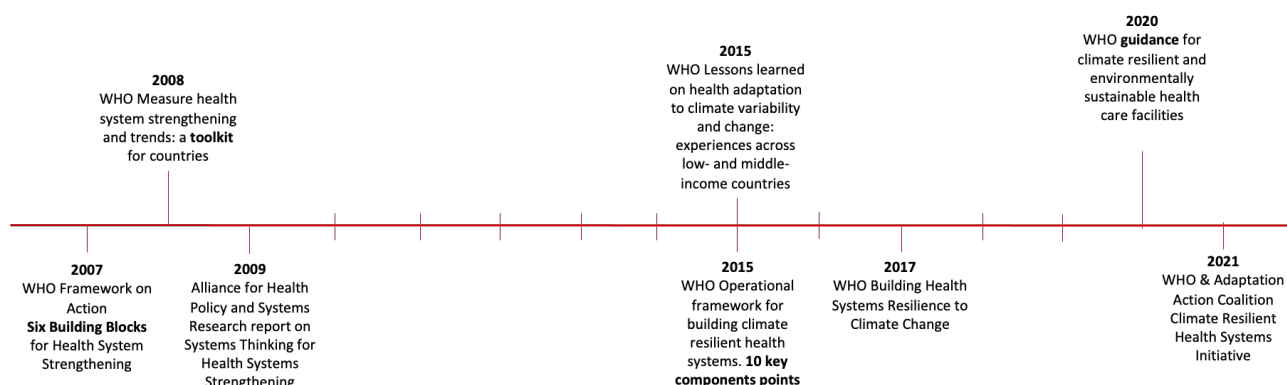 2020
WHO guidance for
climate resilient and
environmentally
sustainable health
care facilities
2015
WHO Lessons learned
on health adaptation
to climate variability
and change:
experiences across
low- and middle-
income countries
2008
WHO Measure health
system strengthening
and trends: a toolkit
for countries
2007
WHO Framework on
Action
Six Building Blocks
for Health System
Strengthening
2009
Alliance for Health
Policy and Systems
Research report on
Systems Thinking for
Health Systems
Strengthening
2015
WHO Operational
framework for
building climate
resilient health
systems. 10 key
components points
2017
WHO Building Health
Systems Resilience to
Climate Change
2021
WHO & Adaptation
Action Coalition
Climate Resilient
Health Systems
Initiative